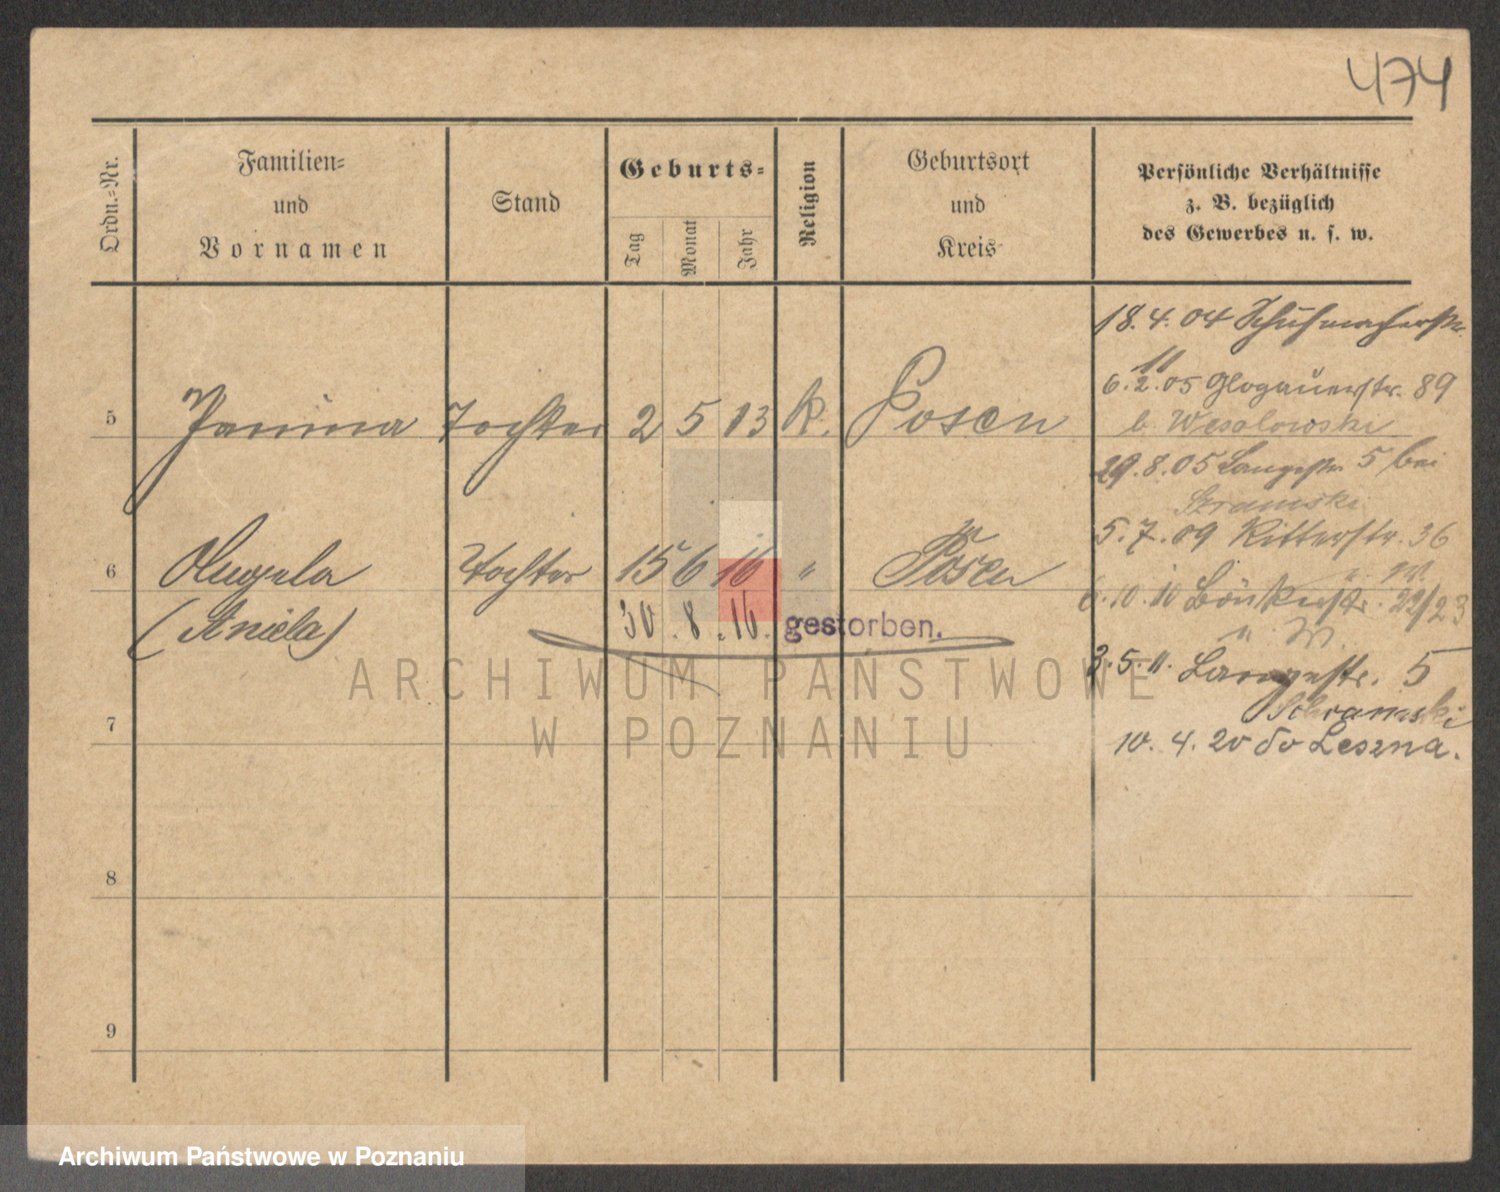 474
Ordn.-Nr.
Familien-
und
Vornamen
Stand
Geburts-
Tag
Monat
Jahr
Religion
Geburtsort
und
Kreis
Persönliche Verhältnisse
z. B. bezüglich
des Gewerbes u. s. w.
18.4.04 Schuhmacherstr.
11
6.2.05 Glogauerstr. 89
b Wesolowski
5 Janina Tochter 2 5 13 k. Posen
29.8.05 Langestr. 5 bei
Szramski
5.7.09 Ritterstr. 36
6 Angela Tochter 15 6 16 " Posen
(Aniela)
30.8.16. gestorben.
6.10.10 22/23
3.5.11. Langestr. 5
Schramski
10.4.20 do Leszna.
7
8
9
ARCHIWUM PAŃSTWOWE
W POZNANIU
Archiwum Państwowe w Poznaniu